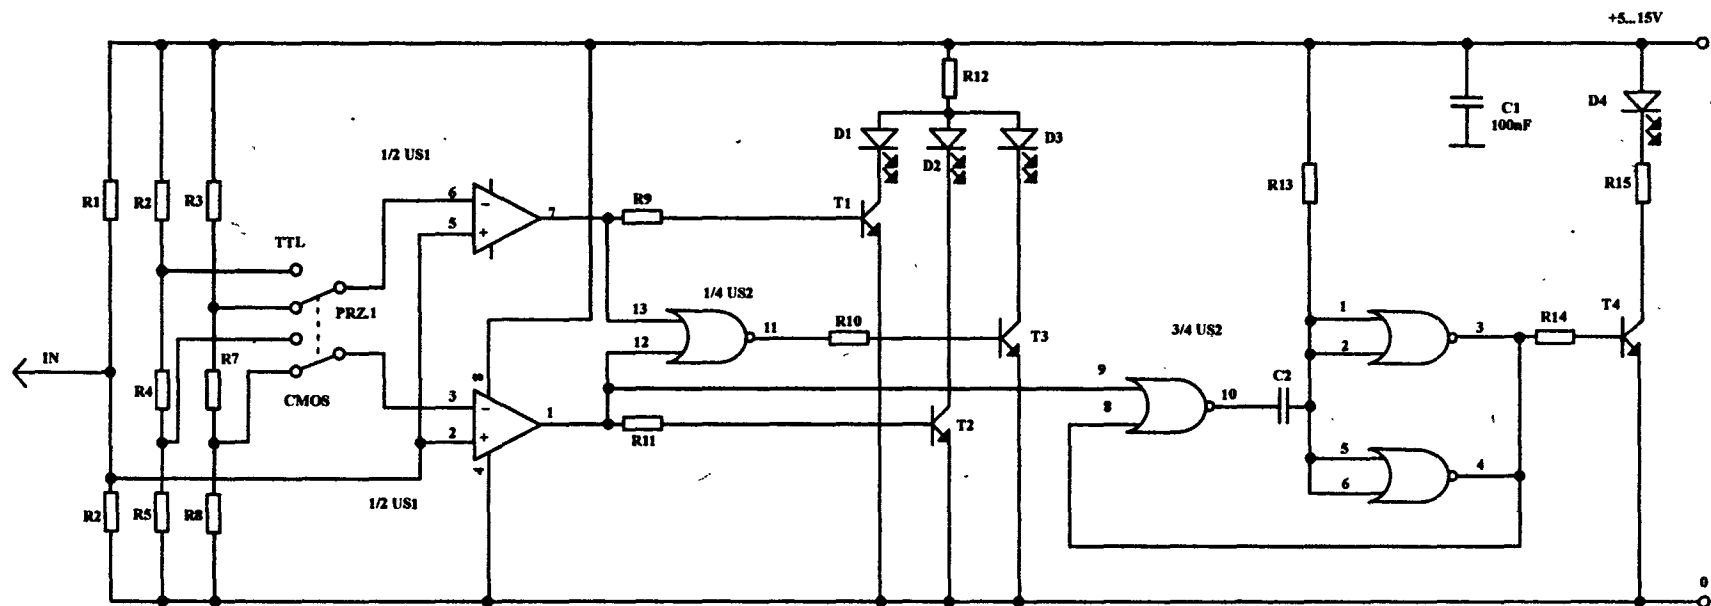 +5...15V
R12
D4
C1
100nF
D1
D2
D3
1/2 US1
R1
R2
R3
6
−
5
+
7
R9
T1
R13
R15
TTL
PRZ.1
1/4 US2
13
12
11
R10
T3
3/4 US2
1
2
3
R14
T4
IN
R4
R7
CMOS
8
3
−
2
+
1
4
R11
T2
9
8
10
C2
5
6
4
R2
R5
R8
1/2 US1
0